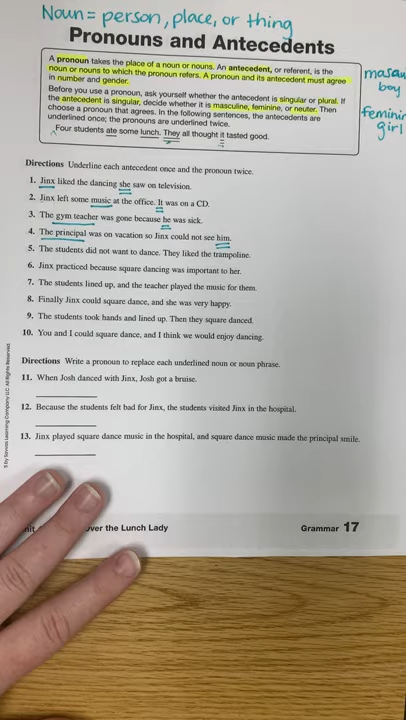 Noun = person, place, or thing
Pronouns and Antecedents
A pronoun takes the place of a noun or nouns. An antecedent, or referent, is the
noun or nouns to which the pronoun refers. A pronoun and its antecedent must agree
in number and gender.
Before you use a pronoun, ask yourself whether the antecedent is singular or plural. If
the antecedent is singular, decide whether it is masculine, feminine, or neuter. Then
choose a pronoun that agrees. In the following sentences, the antecedents are
underlined once; the pronouns are underlined twice.
Four students ate some lunch. They all thought it tasted good.
boy
girl
Directions Underline each antecedent once and the pronoun twice.
1. Jinx liked the dancing she saw on television.
2. Jinx left some music at the office. It was on a CD.
3. The gym teacher was gone because he was sick.
4. The principal was on vacation so Jinx could not see him.
5. The students did not want to dance. They liked the trampoline.
6. Jinx practiced because square dancing was important to her.
7. The students lined up, and the teacher played the music for them.
8. Finally Jinx could square dance, and she was very happy.
9. The students took hands and lined up. Then they square danced.
10. You and I could square dance, and I think we would enjoy dancing.
Directions Write a pronoun to replace each underlined noun or noun phrase.
11. When Josh danced with Jinx, Josh got a bruise.
12. Because the students felt bad for Jinx, the students visited Jinx in the hospital.
13. Jinx played square dance music in the hospital, and square dance music made the principal smile.
over the Lunch Lady
Grammar 17